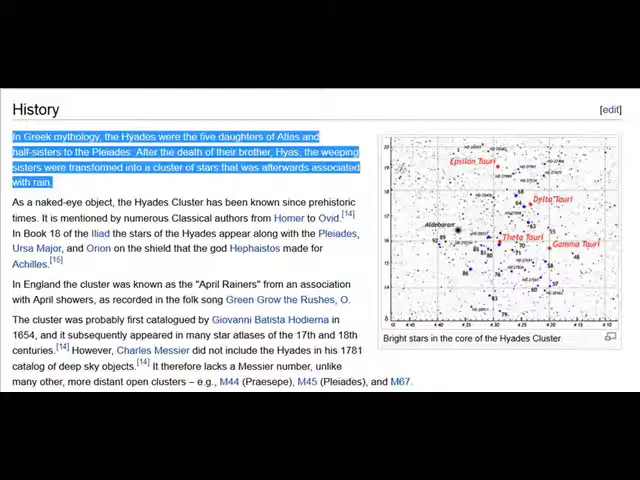 History
[edit]
In Greek mythology, the Hyades were the five daughters of Atlas and
half-sisters to the Pleiades. After the death of their brother, Hyas, the weeping
sisters were transformed into a cluster of stars that was afterwards associated
with rain.
As a naked-eye object, the Hyades Cluster has been known since prehistoric
times. It is mentioned by numerous Classical authors from Homer to Ovid.[14]
In Book 18 of the Iliad the stars of the Hyades appear along with the Pleiades,
Ursa Major, and Orion on the shield that the god Hephaistos made for
Achilles.[15]
In England the cluster was known as the "April Rainers" from an association
with April showers, as recorded in the folk song Green Grow the Rushes, O.
The cluster was probably first catalogued by Giovanni Batista Hodierna in
1654, and it subsequently appeared in many star atlases of the 17th and 18th
centuries.[14] However, Charles Messier did not include the Hyades in his 1781
catalog of deep sky objects.[14] It therefore lacks a Messier number, unlike
many other, more distant open clusters – e.g., M44 (Praesepe), M45 (Pleiades), and M67.
Epsilon Tauri
Delta Tauri
Aldebaran
Theta Tauri
Gamma Tauri
Bright stars in the core of the Hyades Cluster